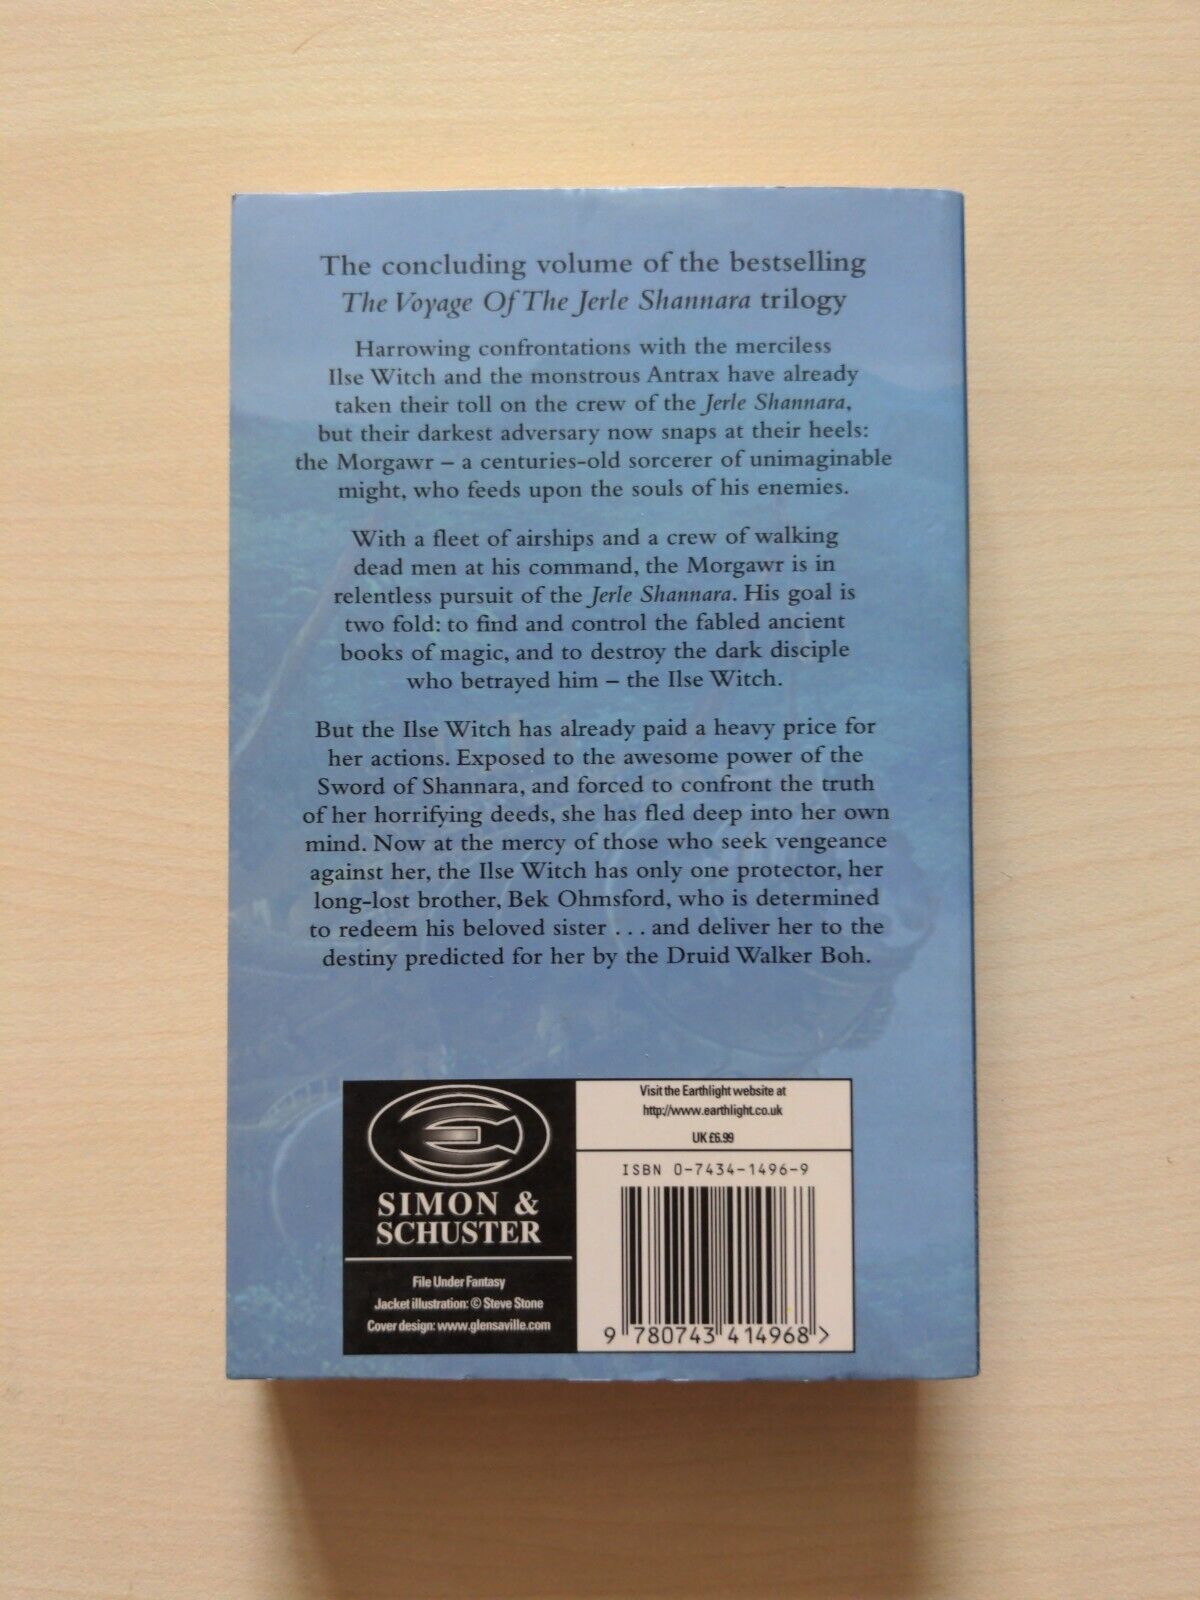 The concluding volume of the bestselling
The Voyage Of The Jerle Shannara trilogy
Harrowing confrontations with the merciless
Ilse Witch and the monstrous Antrax have already
taken their toll on the crew of the Jerle Shannara,
but their darkest adversary now snaps at their heels:
the Morgawr – a centuries-old sorcerer of unimaginable
might, who feeds upon the souls of his enemies.
With a fleet of airships and a crew of walking
dead men at his command, the Morgawr is in
relentless pursuit of the Jerle Shannara. His goal is
two fold: to find and control the fabled ancient
books of magic, and to destroy the dark disciple
who betrayed him – the Ilse Witch.
But the Ilse Witch has already paid a heavy price for
her actions. Exposed to the awesome power of the
Sword of Shannara, and forced to confront the truth
of her horrifying deeds, she has fled deep into her own
mind. Now at the mercy of those who seek vengeance
against her, the Ilse Witch has only one protector, her
long-lost brother, Bek Ohmsford, who is determined
to redeem his beloved sister . . . and deliver her to the
destiny predicted for her by the Druid Walker Boh.
SIMON &
SCHUSTER
File Under Fantasy
Jacket illustration: © Steve Stone
Cover design: www.glensaville.com
Visit the Earthlight website at
http://www.earthlight.co.uk
UK £6.99
ISBN 0-7434-1496-9
9 780743 414968 >